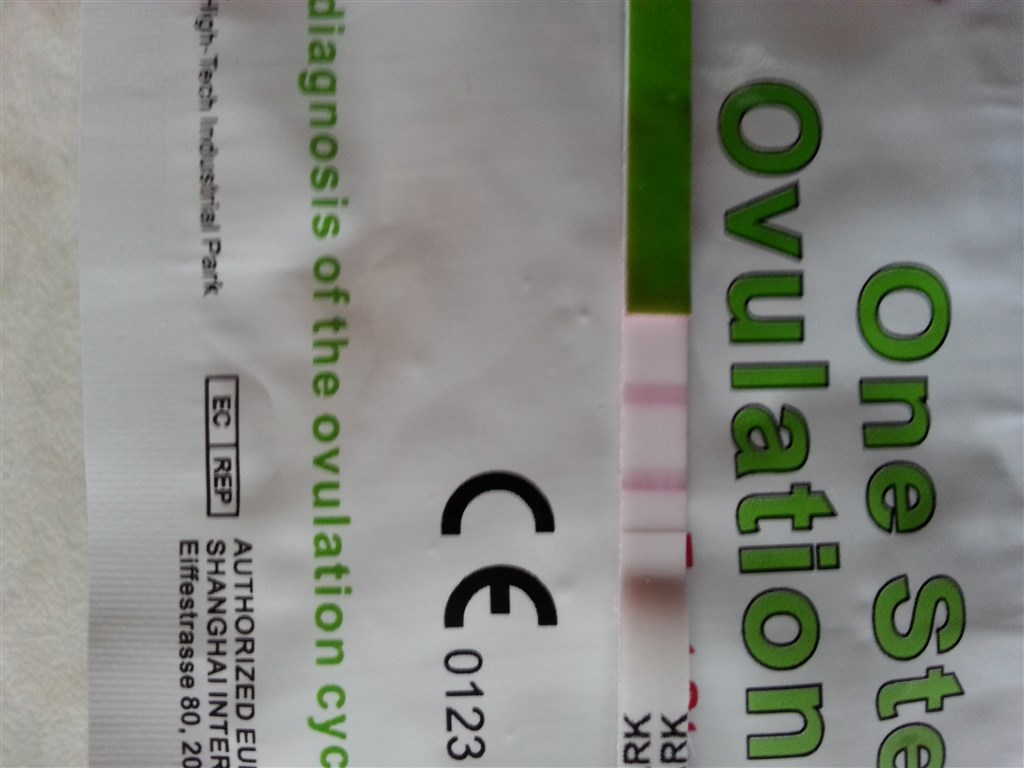 One Ste
Ovulation
RK
RK
CE 0123
diagnosis of the ovulation cyc
High-Tech Industrial Park
EC REP
AUTHORIZED EU
SHANGHAI INTER
Eiffestrasse 80, 20